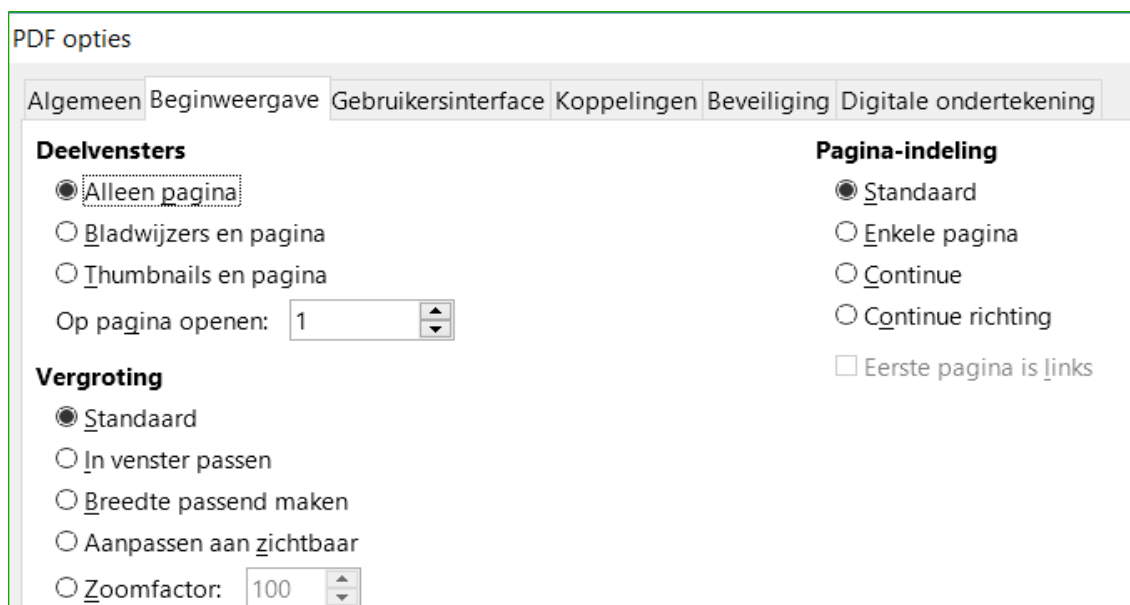 PDF opties
Algemeen Beginweergave Gebruikersinterface Koppelingen Beveiliging Digitale ondertekening
Deelvensters
Alleen pagina
Bladwijzers en pagina
Thumbnails en pagina
Op pagina openen: 1
Vergroting
Standaard
In venster passen
Breedte passend maken
Aanpassen aan zichtbaar
Zoomfactor: 100
Pagina-indeling
Standaard
Enkele pagina
Continue
Continue richting
Eerste pagina is links